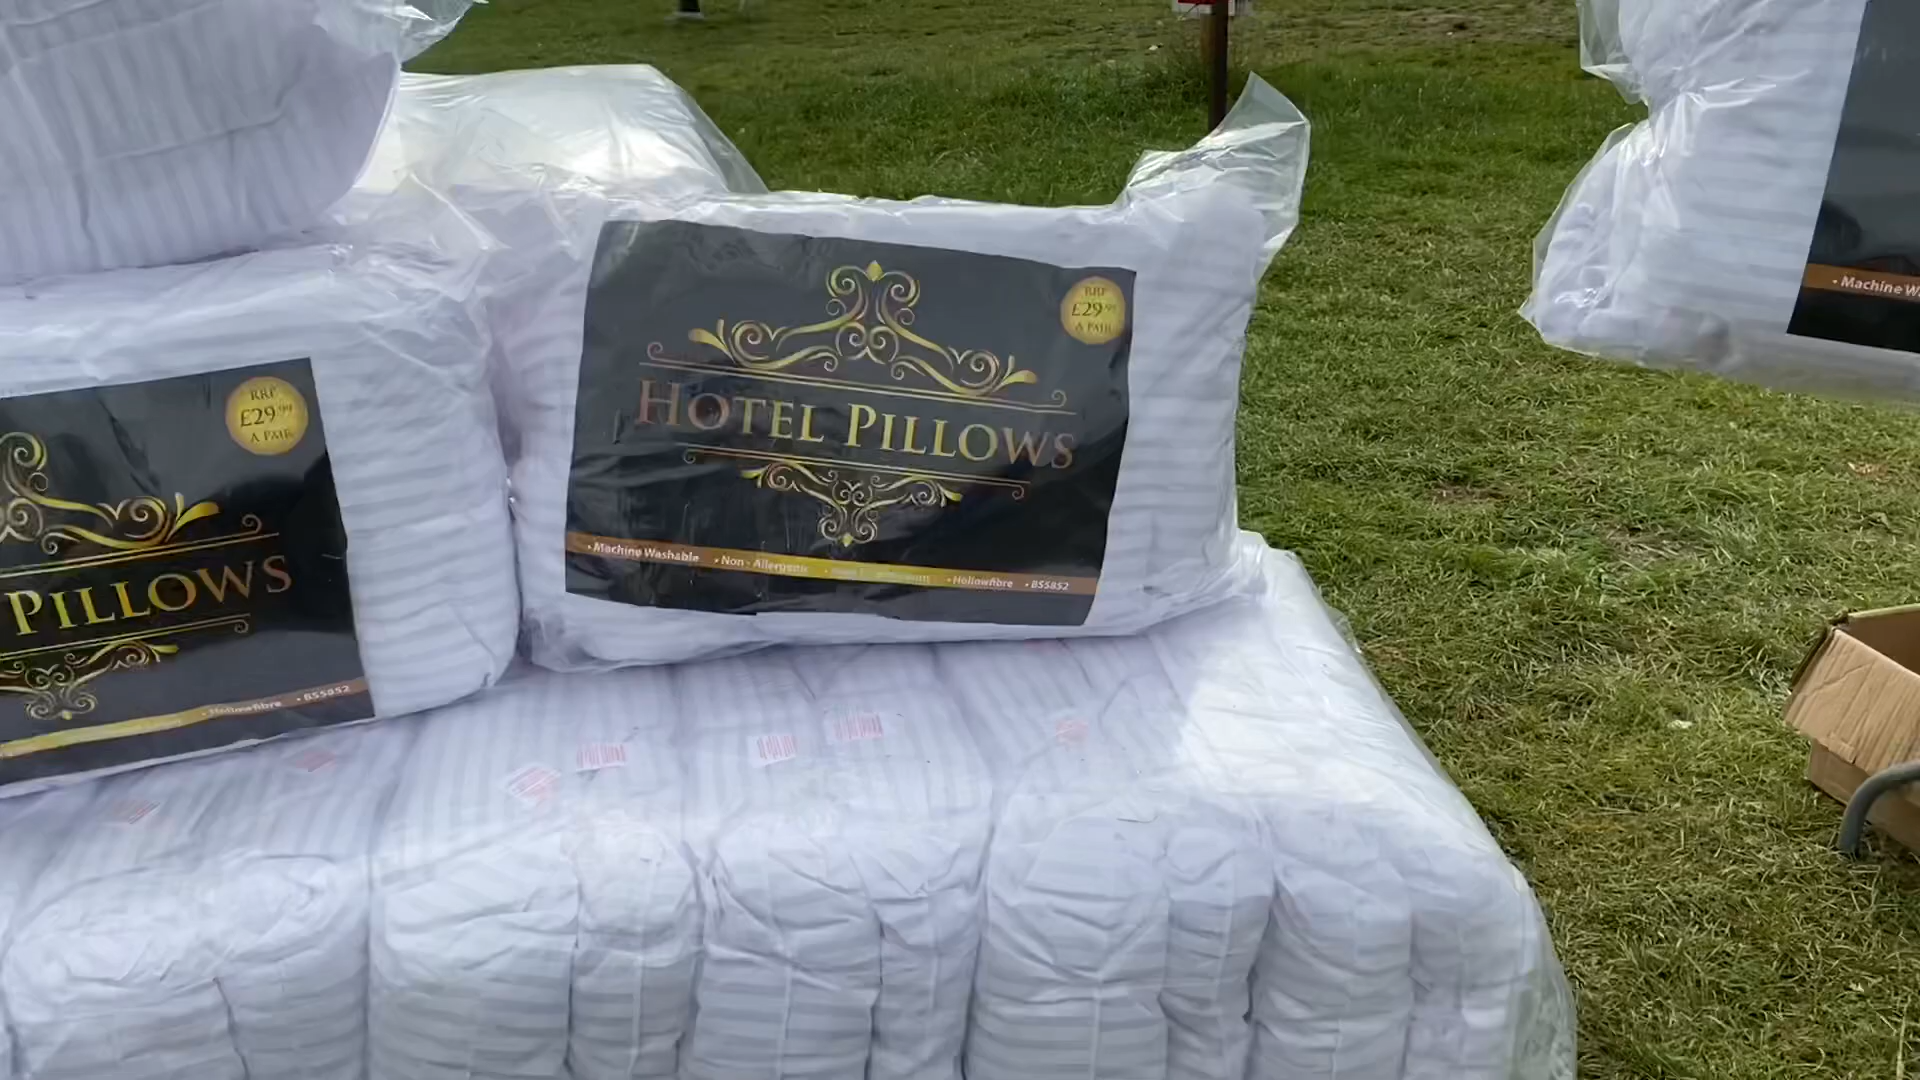 RRP
£29.99
A PAIR
PILLOWS
• Hollowfibre • BS5852
RRP
£29.99
A PAIR
HOTEL PILLOWS
• Machine Washable • Non - Allergenic • Hollowfibre • BS5852
• Machine